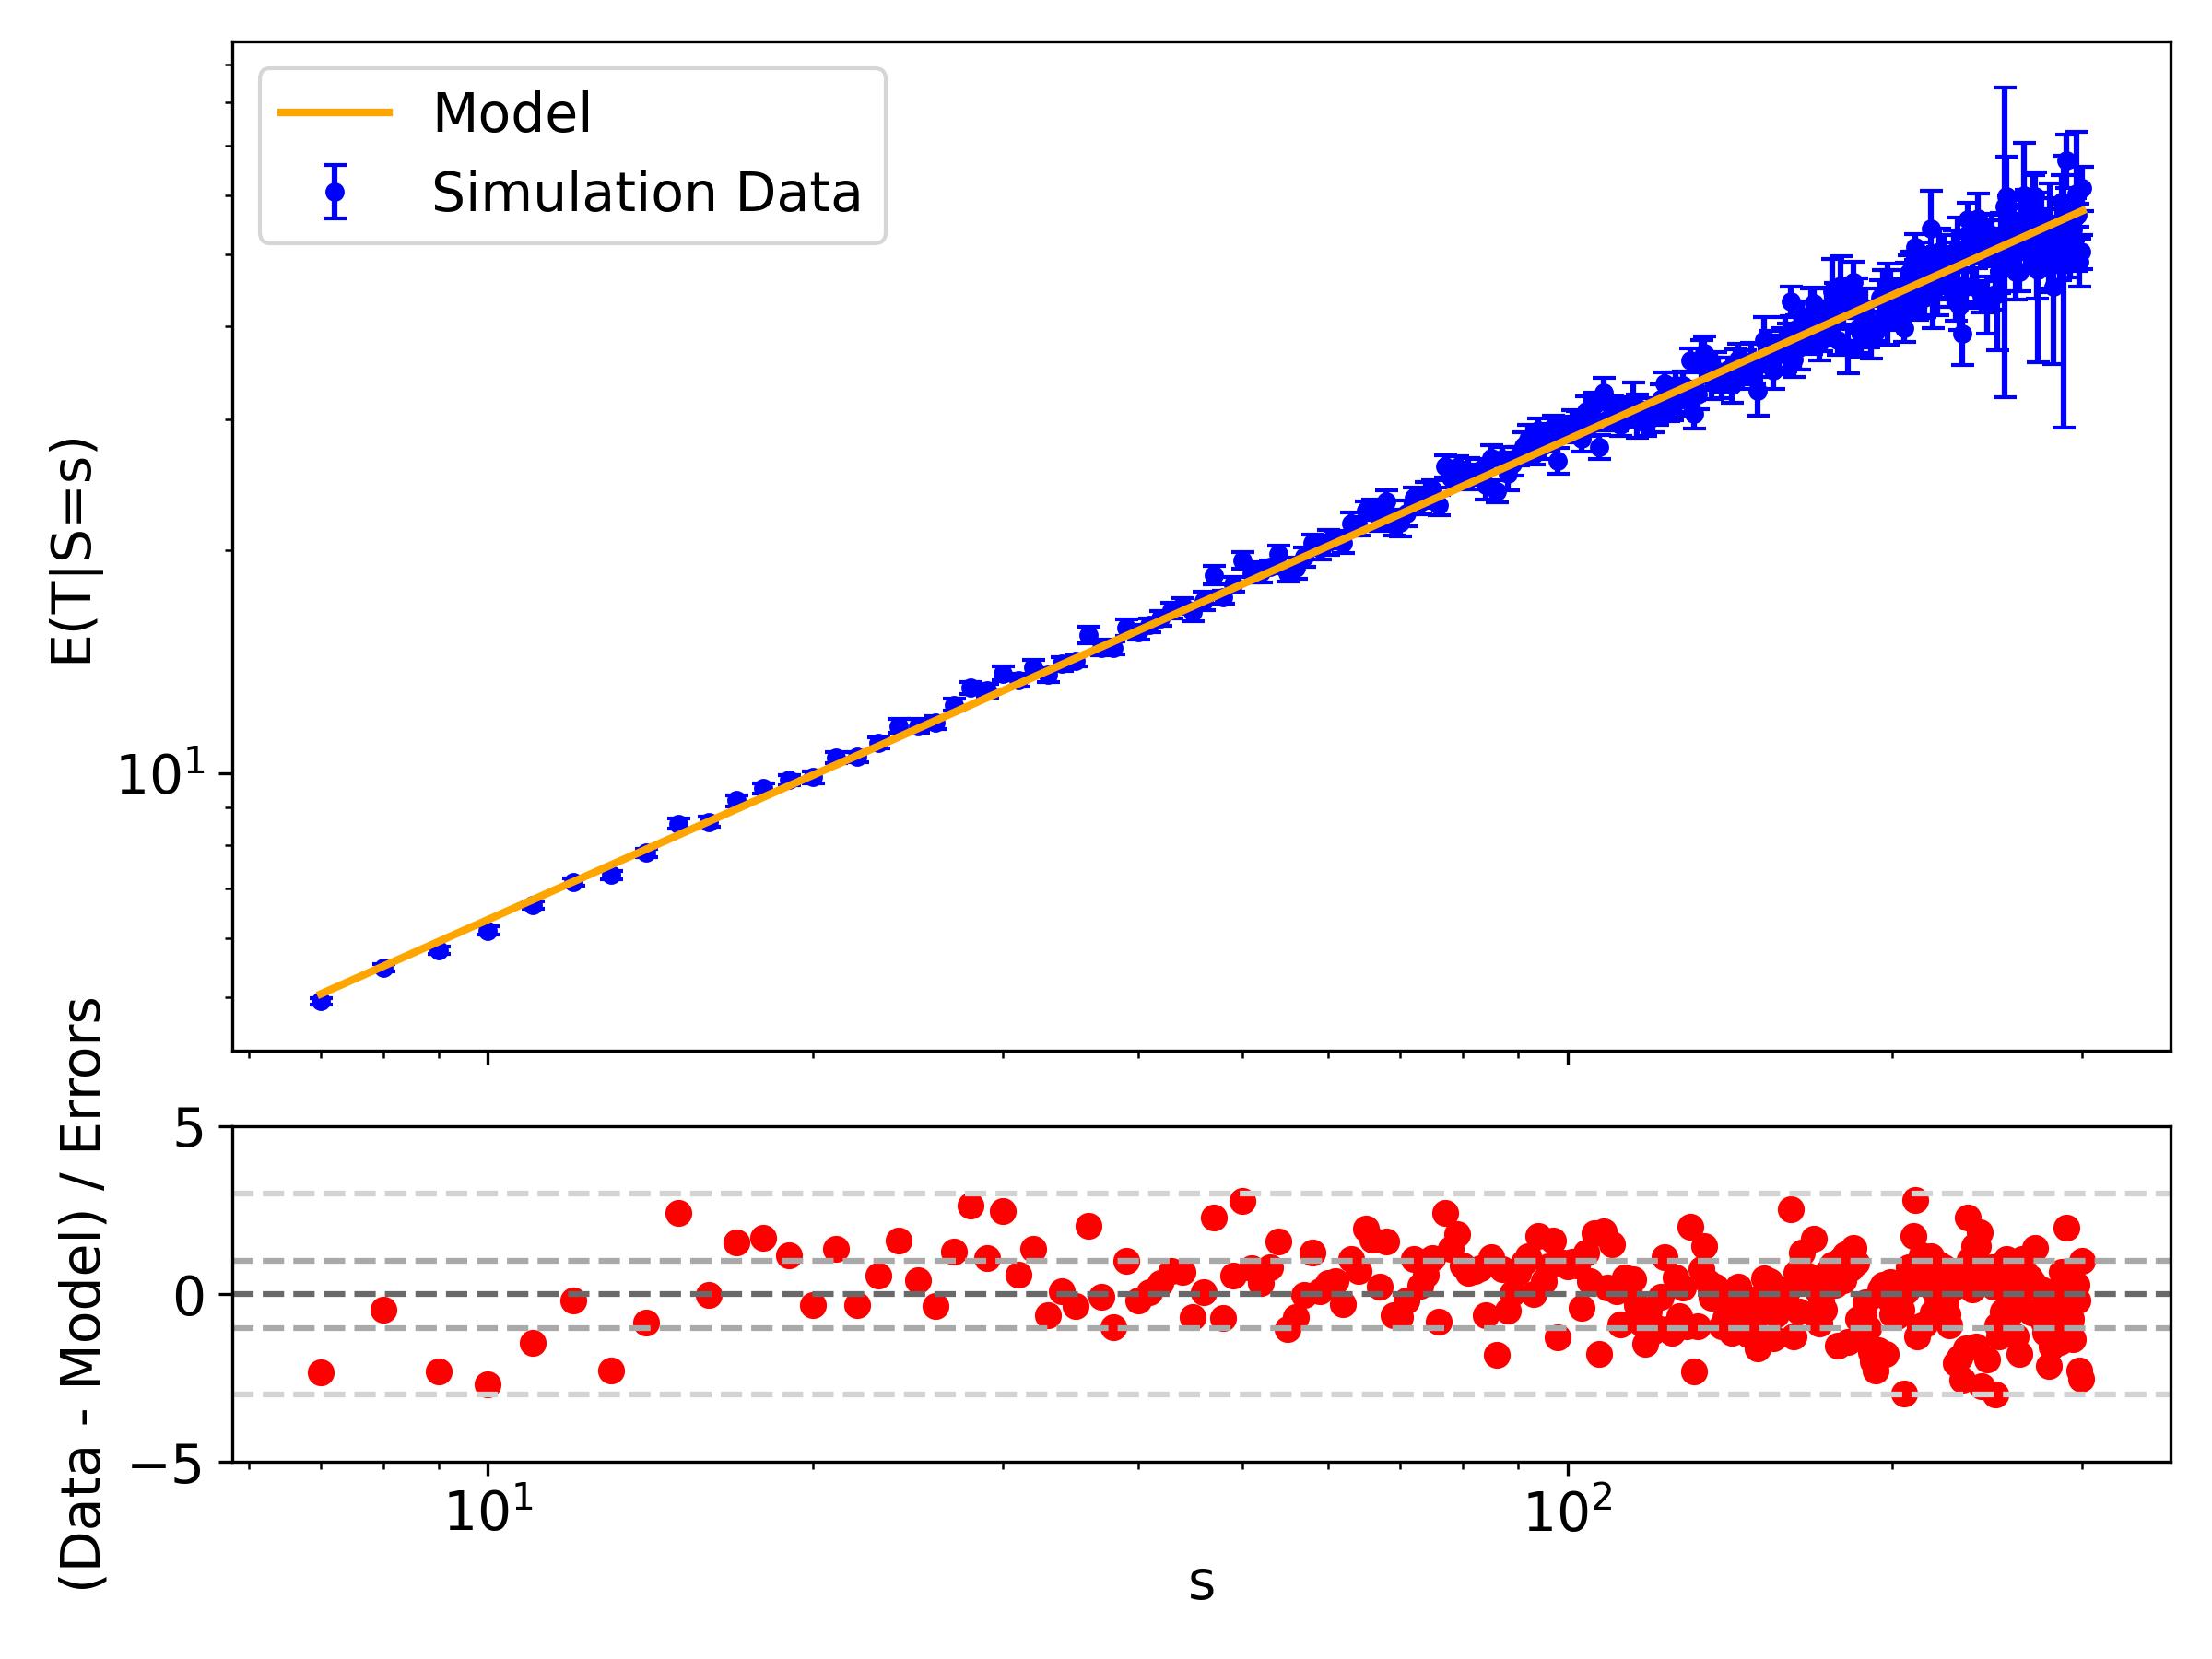 Model
Simulation Data
E(T|S=s)
10¹
(Data - Model) / Errors
5
0
−5
10¹
10²
s